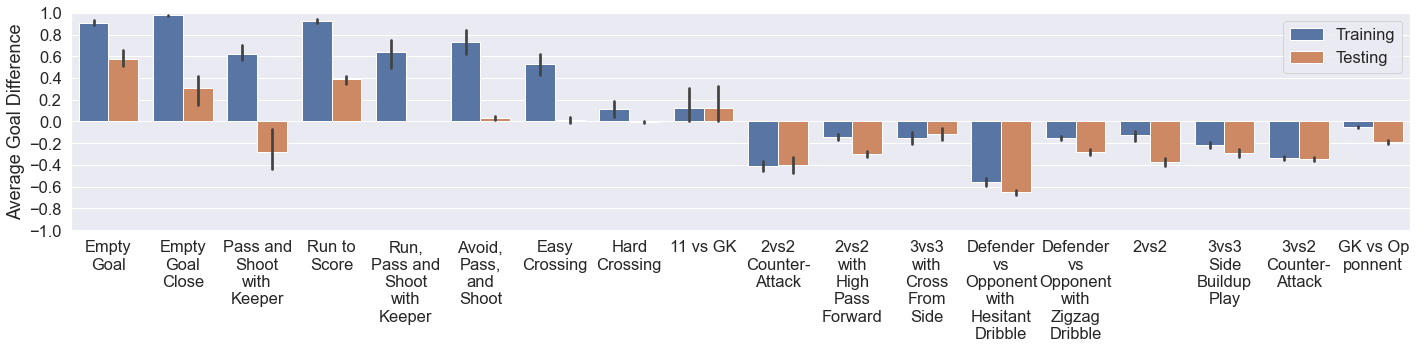 Average Goal Difference
1.0
0.8
0.6
0.4
0.2
0.0
−0.2
−0.4
−0.6
−0.8
−1.0
Training
Testing
Empty
Goal
Empty
Goal
Close
Pass and
Shoot
with
Keeper
Run to
Score
Run,
Pass and
Shoot
with
Keeper
Avoid,
Pass,
and
Shoot
Easy
Crossing
Hard
Crossing
11 vs GK
2vs2
Counter-
Attack
2vs2
with
High
Pass
Forward
3vs3
with
Cross
From
Side
Defender
vs
Opponent
with
Hesitant
Dribble
Defender
vs
Opponent
with
Zigzag
Dribble
2vs2
3vs3
Side
Buildup
Play
3vs2
Counter-
Attack
GK vs Op
ponnent